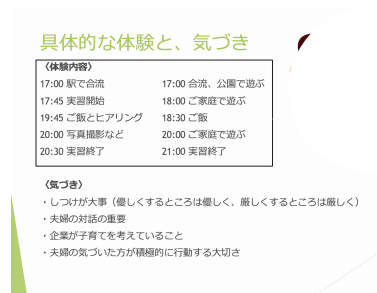 具体的な体験と、気づき
〈体験内容〉
17:00 駅で合流 17:00 合流、公園で遊ぶ
17:45 実習開始 18:00 ご家庭で遊ぶ
19:45 ご飯とヒアリング 18:30 ご飯
20:00 写真撮影など 20:00 ご家庭で遊ぶ
20:30 実習終了 21:00 実習終了
〈気づき〉
・しつけが大事（優しくするところは優しく、厳しくするところは厳しく）
・夫婦の対話の重要
・企業が子育てを考えていること
・夫婦の気づいた方が積極的に行動する大切さ